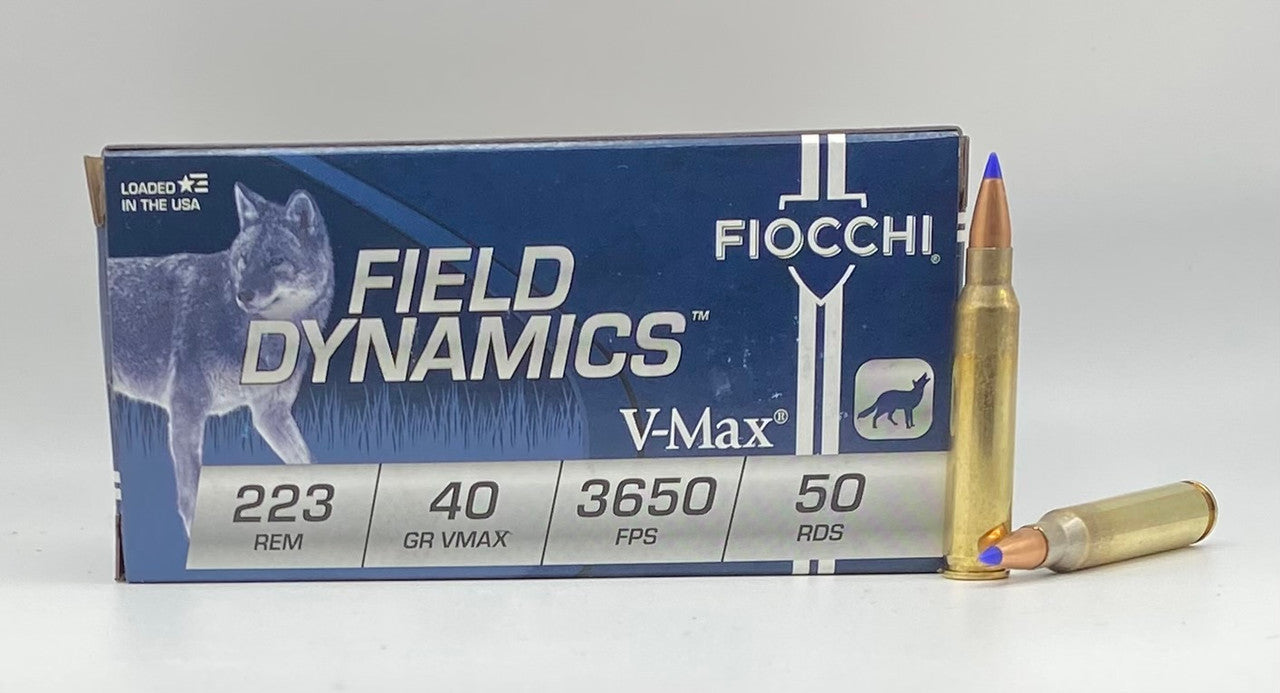 LOADED
IN THE USA
FIOCCHI®
FIELD
DYNAMICS™
V-Max®
223
REM
40
GR VMAX
3650
FPS
50
RDS